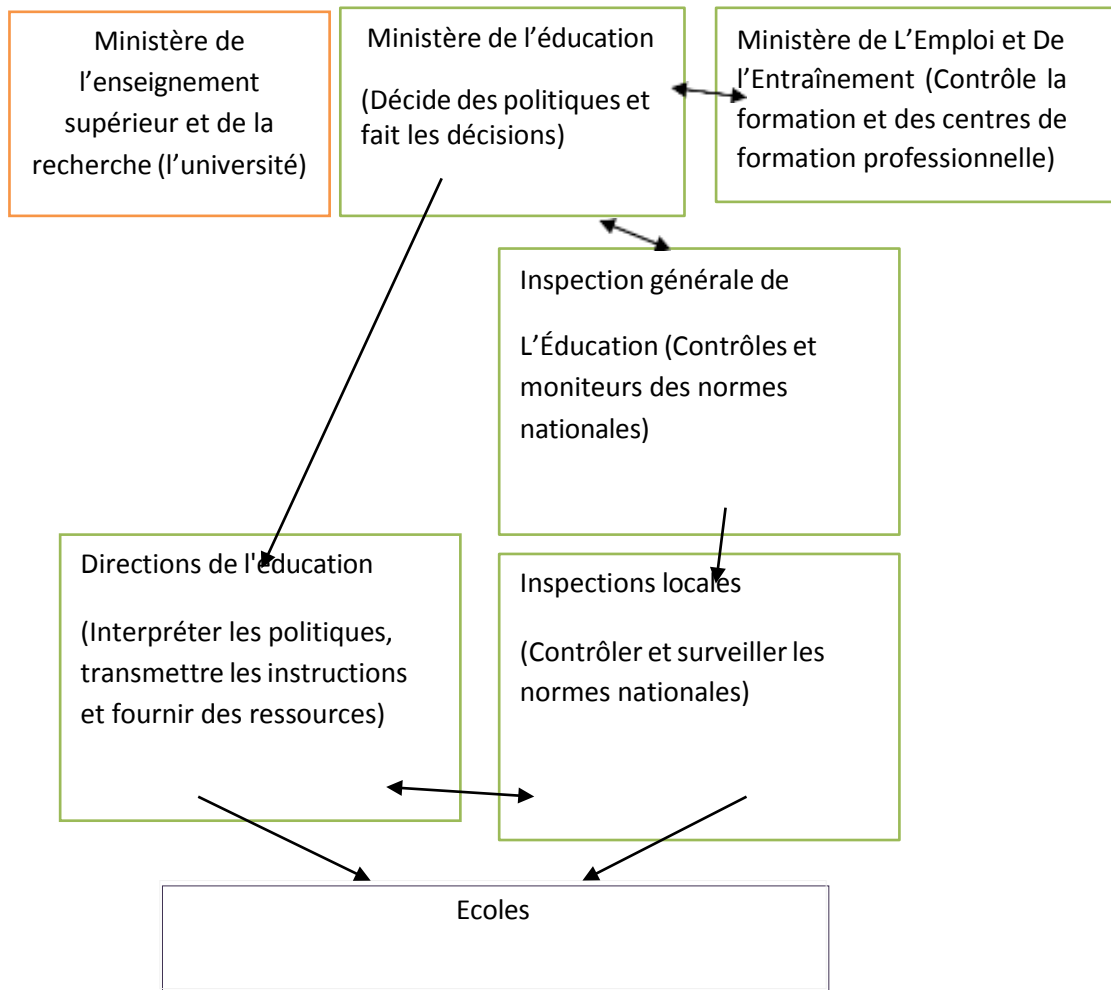 Ministère de
l’enseignement
supérieur et de la
recherche (l’université)
Ministère de l’éducation
(Décide des politiques et
fait les décisions)
Ministère de L’Emploi et De
l’Entraînement (Contrôle la
formation et des centres de
formation professionnelle)
Inspection générale de
L’Éducation (Contrôles et
moniteurs des normes
nationales)
Directions de l'éducation
(Interpréter les politiques,
transmettre les instructions
et fournir des ressources)
Inspections locales
(Contrôler et surveiller les
normes nationales)
Ecoles